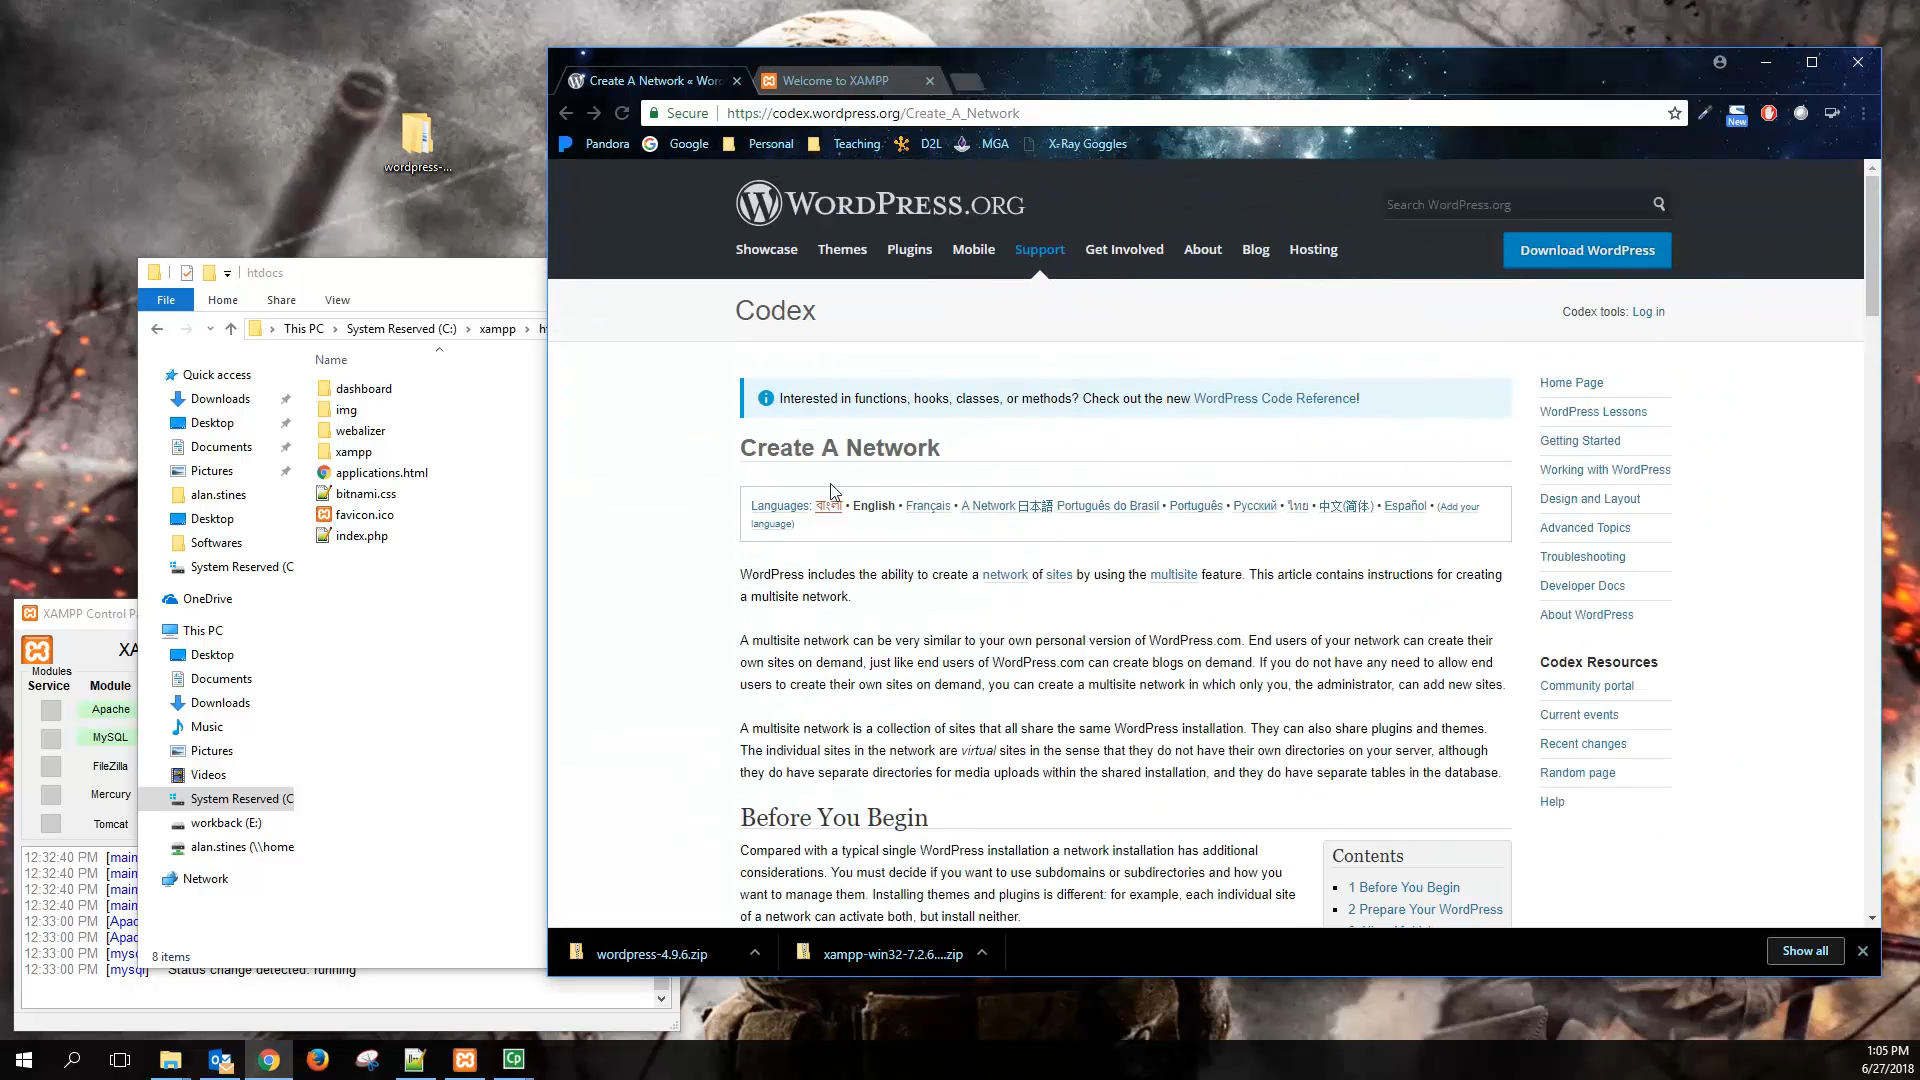 wordpress-...
htdocs
File Home Share View
This PC System Reserved (C:) xampp
Name
Quick access
Downloads
Desktop
Documents
Pictures
alan.stines
Desktop
Softwares
System Reserved (C
OneDrive
This PC
Desktop
Documents
Downloads
Music
Pictures
Videos
System Reserved (C
workback (E:)
alan.stines (\\home
Network
dashboard
img
webalizer
xampp
applications.html
bitnami.css
favicon.ico
index.php
8 items
XAMPP Control
XA
Modules
Service Module
Apache
MySQL
FileZilla
Mercury
Tomcat
12:32:40 PM [main
12:32:40 PM [main
12:32:40 PM [main
12:32:40 PM [main
12:33:00 PM [Apac
12:33:00 PM [Apac
12:33:00 PM [mys
12:33:00 PM [mysql] Status change detected: running
Create A Network « Wor
Welcome to XAMPP
Secure https://codex.wordpress.org/Create_A_Network
New
Pandora Google Personal Teaching D2L MGA X-Ray Goggles
WORDPRESS.ORG
Search WordPress.org
Showcase Themes Plugins Mobile Support Get Involved About Blog Hosting
Download WordPress
Codex
Codex tools: Log in
Interested in functions, hooks, classes, or methods? Check out the new WordPress Code Reference!
Create A Network
Languages: বাংলা • English • Français • A Network日本語 Português do Brasil • Português • Русский • ไทย • 中文(简体) • Español • (Add your
language)
WordPress includes the ability to create a network of sites by using the multisite feature. This article contains instructions for creating
a multisite network.
A multisite network can be very similar to your own personal version of WordPress.com. End users of your network can create their
own sites on demand, just like end users of WordPress.com can create blogs on demand. If you do not have any need to allow end
users to create their own sites on demand, you can create a multisite network in which only you, the administrator, can add new sites.
A multisite network is a collection of sites that all share the same WordPress installation. They can also share plugins and themes.
The individual sites in the network are virtual sites in the sense that they do not have their own directories on your server, although
they do have separate directories for media uploads within the shared installation, and they do have separate tables in the database.
Before You Begin
Compared with a typical single WordPress installation a network installation has additional
considerations. You must decide if you want to use subdomains or subdirectories and how you
want to manage them. Installing themes and plugins is different: for example, each individual site
of a network can activate both, but install neither.
Contents
1 Before You Begin
2 Prepare Your WordPress
Home Page
WordPress Lessons
Getting Started
Working with WordPress
Design and Layout
Advanced Topics
Troubleshooting
Developer Docs
About WordPress
Codex Resources
Community portal
Current events
Recent changes
Random page
Help
wordpress-4.9.6.zip
xampp-win32-7.2.6....zip
Show all
Cp
1:05 PM
6/27/2018